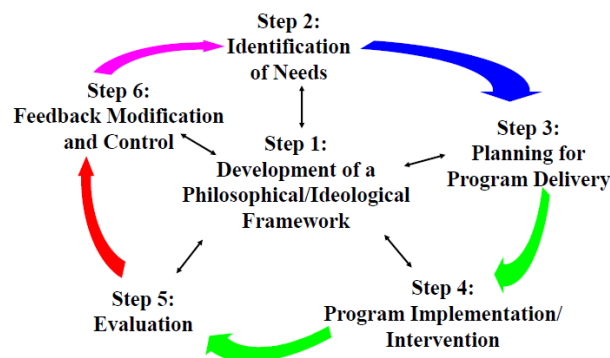 Step 2:
Identification
of Needs
Step 6:
Feedback Modification
and Control
Step 1:
Development of a
Philosophical/Ideological
Framework
Step 3:
Planning for
Program Delivery
Step 5:
Evaluation
Step 4:
Program Implementation/
Intervention